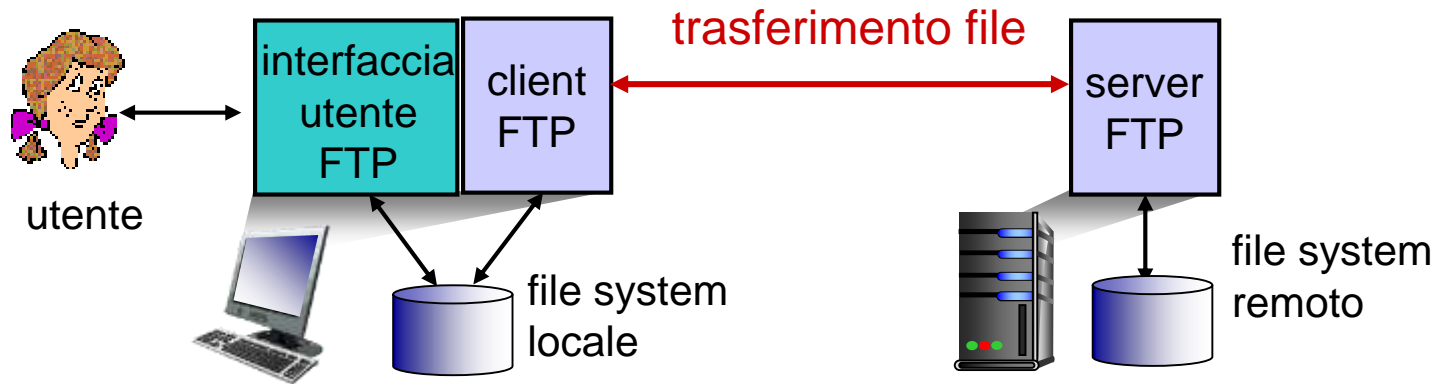 trasferimento file
interfaccia
utente
FTP
client
FTP
server
FTP
utente
file system
locale
file system
remoto